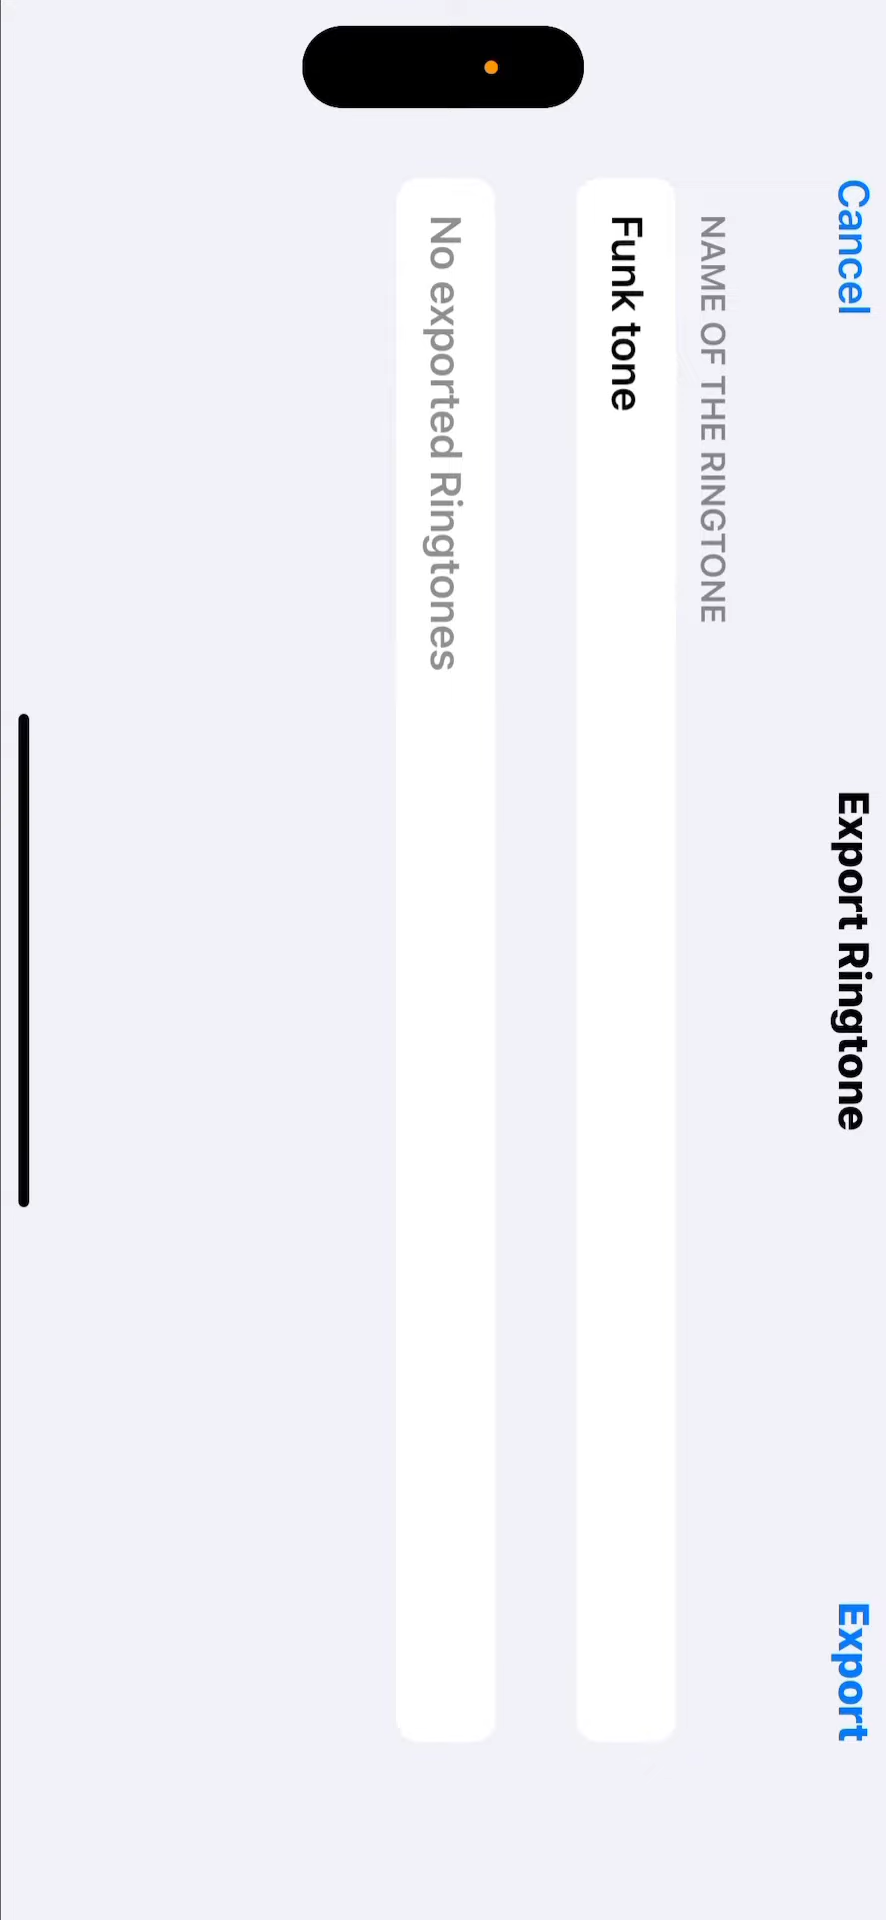 Cancel
Export Ringtone
Export
NAME OF THE RINGTONE
Funk tone
No exported Ringtones